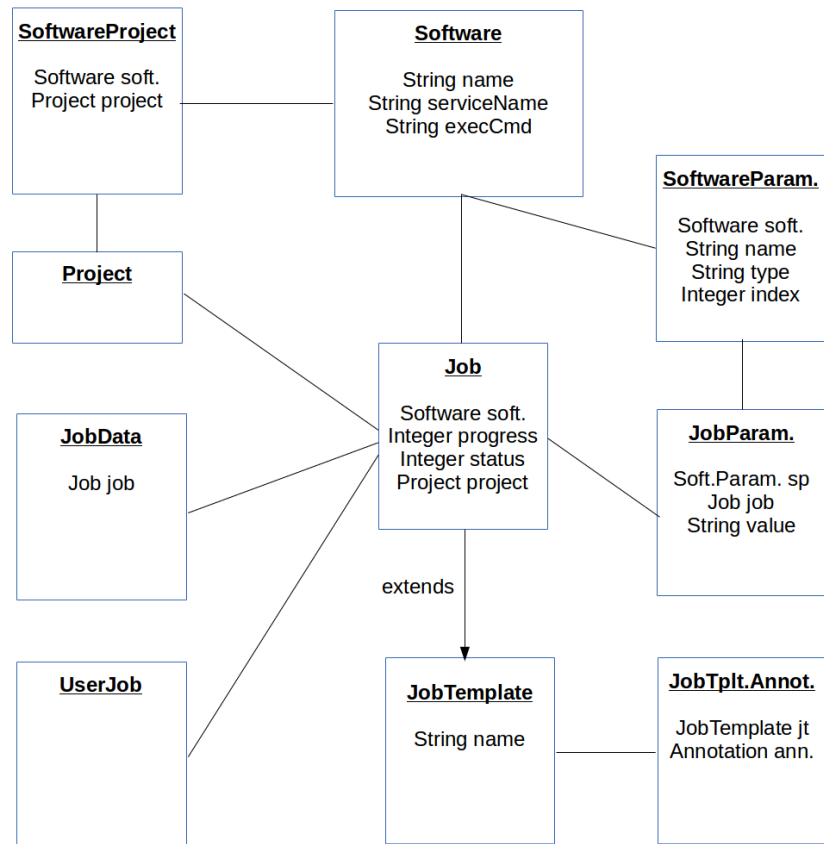 SoftwareProject
Software soft.
Project project
Software
String name
String serviceName
String execCmd
SoftwareParam.
Software soft.
String name
String type
Integer index
Project
Job
Software soft.
Integer progress
Integer status
Project project
JobData
Job job
JobParam.
Soft.Param. sp
Job job
String value
extends
UserJob
JobTemplate
String name
JobTplt.Annot.
JobTemplate jt
Annotation ann.